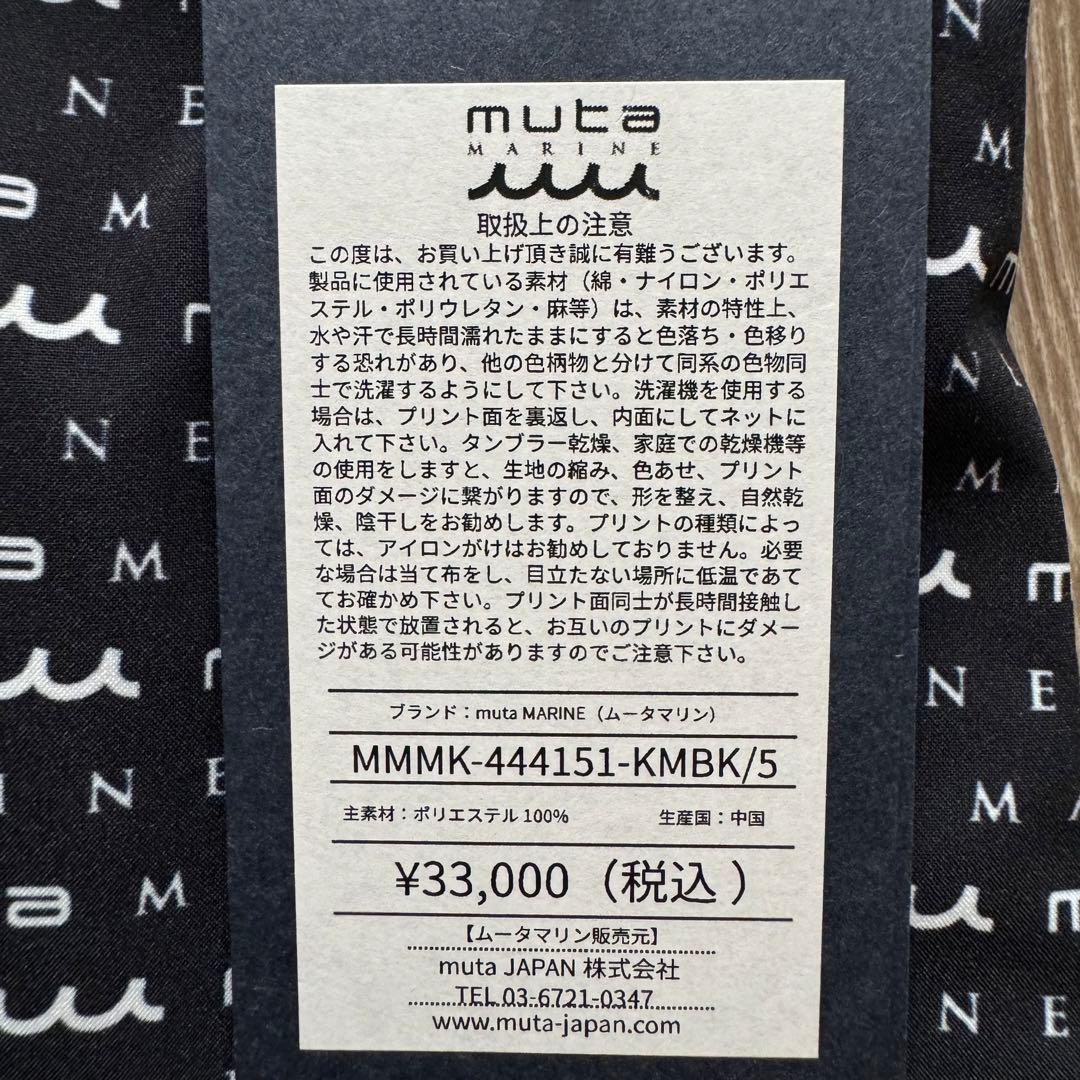 muta
MARINE
取扱上の注意
この度は、お買い上げ頂き誠に有難うございます。
製品に使用されている素材（綿・ナイロン・ポリエ
ステル・ポリウレタン・麻等）は、素材の特性上、
水や汗で長時間濡れたままにすると色落ち・色移り
する恐れがあり、他の色柄物と分けて同系の色物同
士で洗濯するようにして下さい。洗濯機を使用する
場合は、プリント面を裏返し、内面にしてネットに
入れて下さい。タンブラー乾燥、家庭での乾燥機等
の使用をしますと、生地の縮み、色あせ、プリント
面のダメージに繋がりますので、形を整え、自然乾
燥、陰干しをお勧めします。プリントの種類によっ
ては、アイロンがけはお勧めしておりません。必要
な場合は当て布をし、目立たない場所に低温であて
てお確かめ下さい。プリント面同士が長時間接触し
た状態で放置されると、お互いのプリントにダメー
ジがある可能性がありますのでご注意下さい。
ブランド：muta MARINE（ムータマリン）
MMMK-444151-KMBK/5
主素材：ポリエステル 100% 生産国：中国
¥33,000（税込）
【ムータマリン販売元】
muta JAPAN 株式会社
TEL 03-6721-0347
www.muta-japan.com